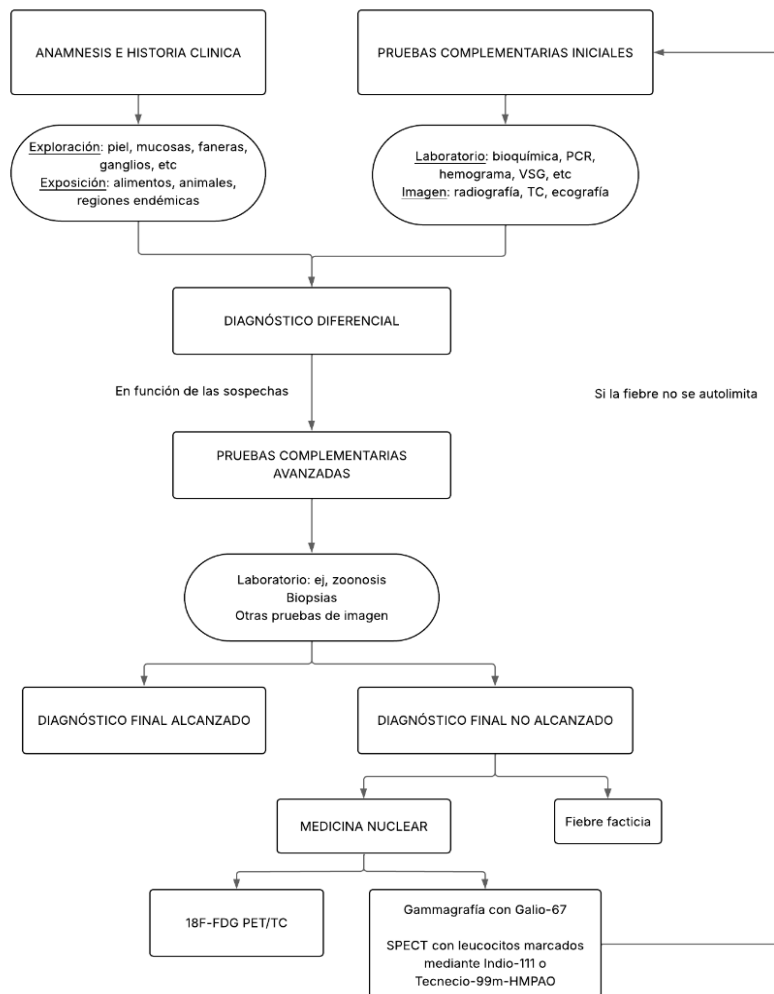 ANAMNESIS E HISTORIA CLINICA
PRUEBAS COMPLEMENTARIAS INICIALES
Exploración: piel, mucosas, faneras,
ganglios, etc
Exposición: alimentos, animales,
regiones endémicas
Laboratorio: bioquímica, PCR,
hemograma, VSG, etc
Imagen: radiografía, TC, ecografía
DIAGNÓSTICO DIFERENCIAL
En función de las sospechas
Si la fiebre no se autolimita
PRUEBAS COMPLEMENTARIAS
AVANZADAS
Laboratorio: ej, zoonosis
Biopsias
Otras pruebas de imagen
DIAGNÓSTICO FINAL ALCANZADO
DIAGNÓSTICO FINAL NO ALCANZADO
MEDICINA NUCLEAR
Fiebre facticia
18F-FDG PET/TC
Gammagrafía con Galio-67
SPECT con leucocitos marcados
mediante Indio-111 o
Tecnecio-99m-HMPAO